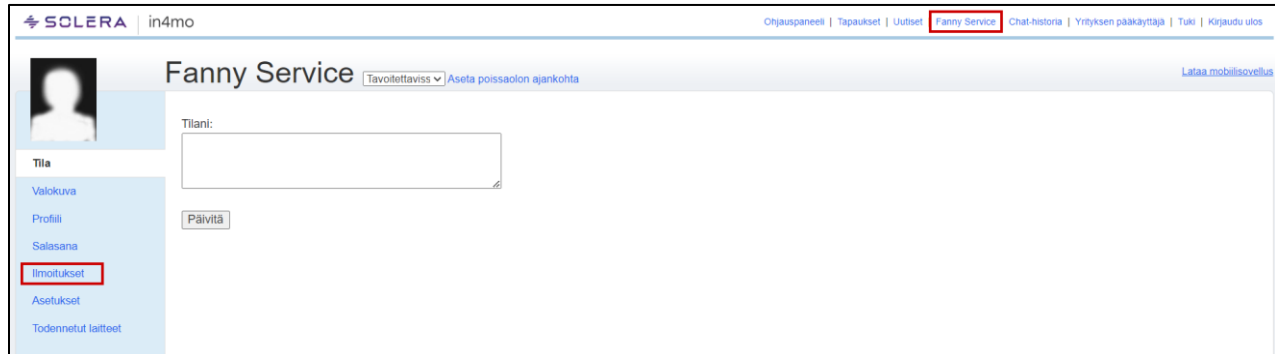 SOLERA | in4mo
Ohjauspaneeli | Tapaukset | Uutiset | Fanny Service Chat-historia | Yrityksen pääkäyttäjä | Tuki | Kirjaudu ulos
Fanny Service Tavoitettaviss Aseta poissaolon ajankohta
Lataa mobiilisovellus
Tilani:
Tila
Valokuva
Profiili
Päivitä
Salasana
Ilmoitukset
Asetukset
Todennetut laitteet